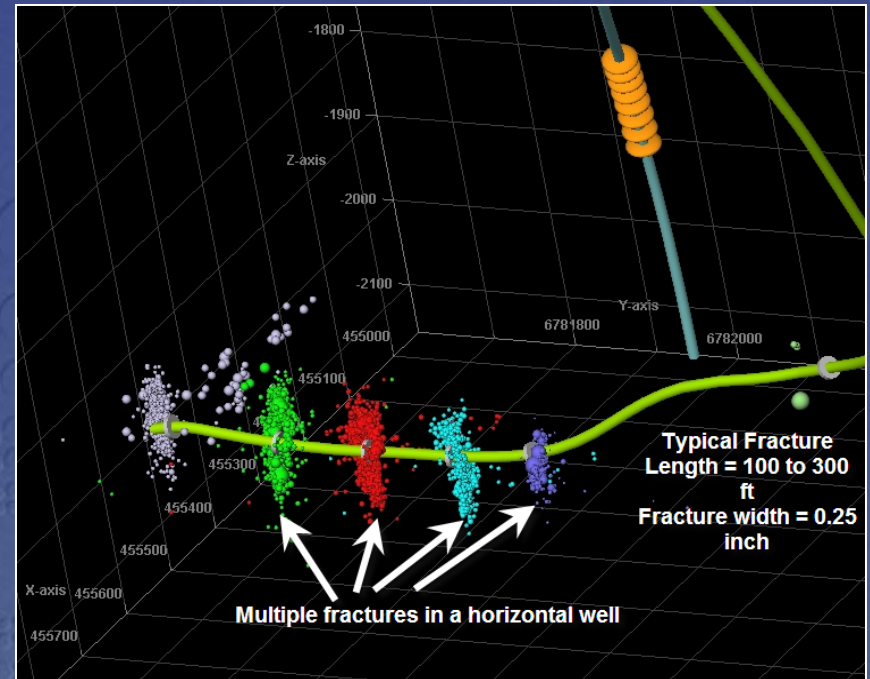 -1800
-1900
Z-axis
-2000
-2100
Y-axis
455000
6781800
6782000
455100
455300
455400
455500
X-axis
455600
455700
Typical Fracture
Length = 100 to 300
ft
Fracture width = 0.25
inch
Multiple fractures in a horizontal well